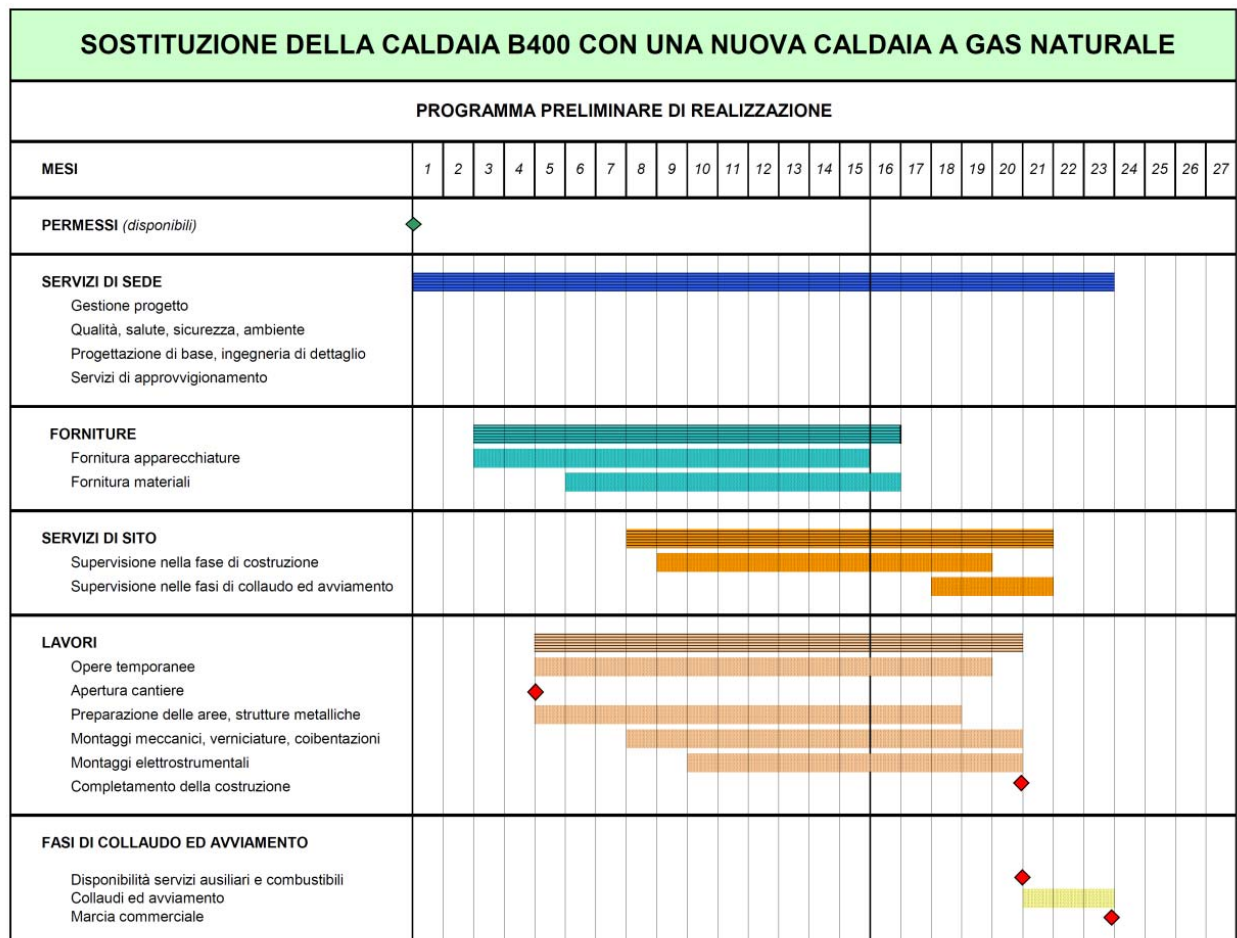 SOSTITUZIONE DELLA CALDAIA B400 CON UNA NUOVA CALDAIA A GAS NATURALE
PROGRAMMA PRELIMINARE DI REALIZZAZIONE
MESI 1 2 3 4 5 6 7 8 9 10 11 12 13 14 15 16 17 18 19 20 21 22 23 24 25 26 27
PERMESSI (disponibili)
SERVIZI DI SEDE
Gestione progetto
Qualità, salute, sicurezza, ambiente
Progettazione di base, ingegneria di dettaglio
Servizi di approvvigionamento
FORNITURE
Fornitura apparecchiature
Fornitura materiali
SERVIZI DI SITO
Supervisione nella fase di costruzione
Supervisione nelle fasi di collaudo ed avviamento
LAVORI
Opere temporanee
Apertura cantiere
Preparazione delle aree, strutture metalliche
Montaggi meccanici, verniciature, coibentazioni
Montaggi elettrostrumentali
Completamento della costruzione
FASI DI COLLAUDO ED AVVIAMENTO
Disponibilità servizi ausiliari e combustibili
Collaudi ed avviamento
Marcia commerciale